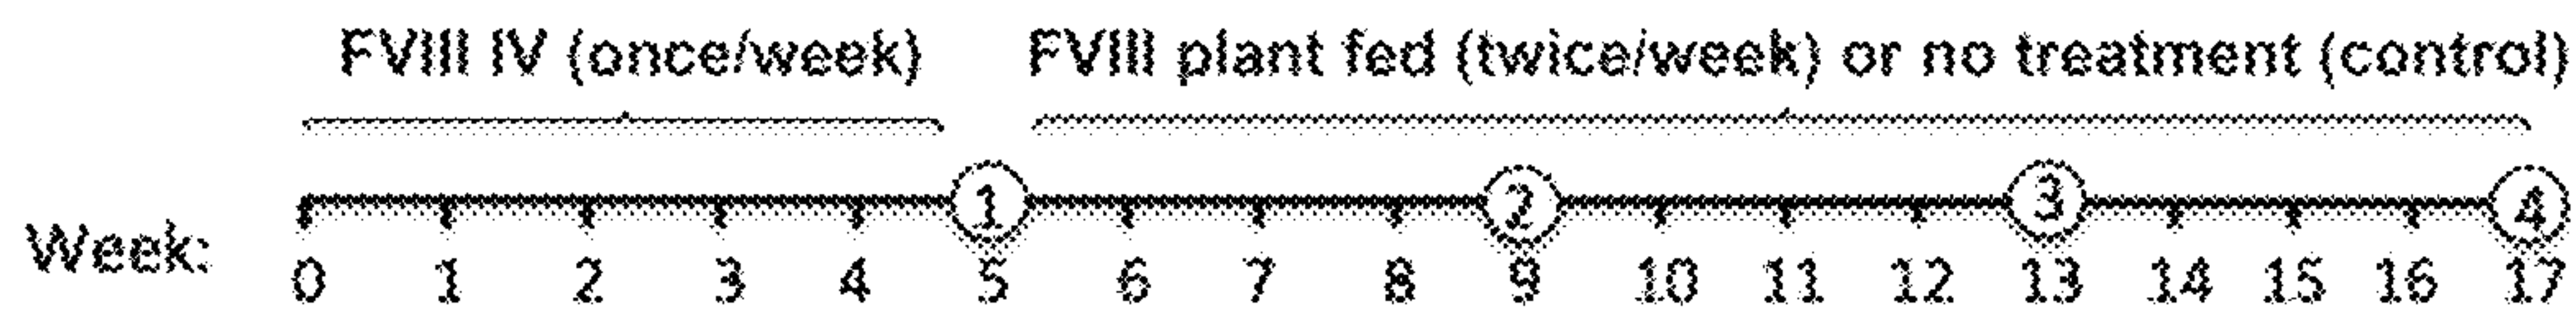 FVIII IV (once/week) FVIII plant fed (twice/week) or no treatment (control)
1 2 3 4
Week: 0 1 2 3 4 5 6 7 8 9 10 11 12 13 14 15 16 17